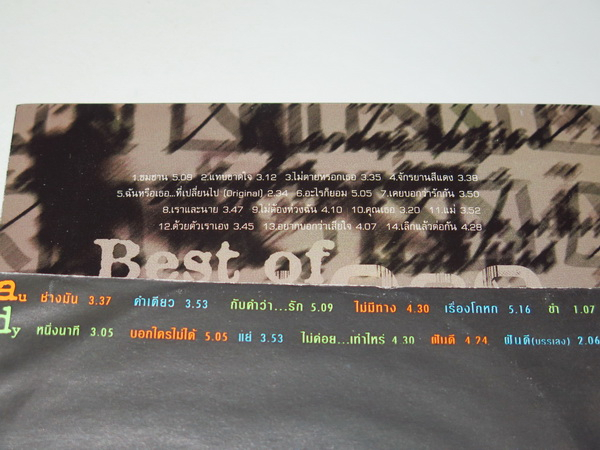 1.ซมซาน 5.09 2.แทบขาดใจ 3.12 3.ไม่ตายหรอกเธอ 3.35 4.จักรยานสีแดง 3.38
5.ฉันหรือเธอ...ที่เปลี่ยนไป (Original) 2.34 6.อะไรก็ยอม 5.05 7.เคยบอกว่ารักกัน 3.50
8.เราและนาย 3.47 9.ไม่ต้องห่วงฉัน 4.10 10.คุณเธอ 3.20 11.แม่ 3.52
12.ด้วยตัวเราเอง 3.45 13.อยากบอกว่าเสียใจ 4.07 14.เลิกแล้วต่อกัน 4.28
Best of
au ช่างมัน 3.37 คำเดียว 3.53 กับคำว่า...รัก 5.09 ไม่มีทาง 4.30 เรื่องโกหก 5.16 ซ้ำ 1.07
dy หนึ่งนาที 3.05 บอกใครไม่ได้ 5.05 แย่ 3.53 ไม่ค่อย...เท่าไหร่ 4.30 ฝันดี 4.24 ฝันดี(บรรเลง) 2.06